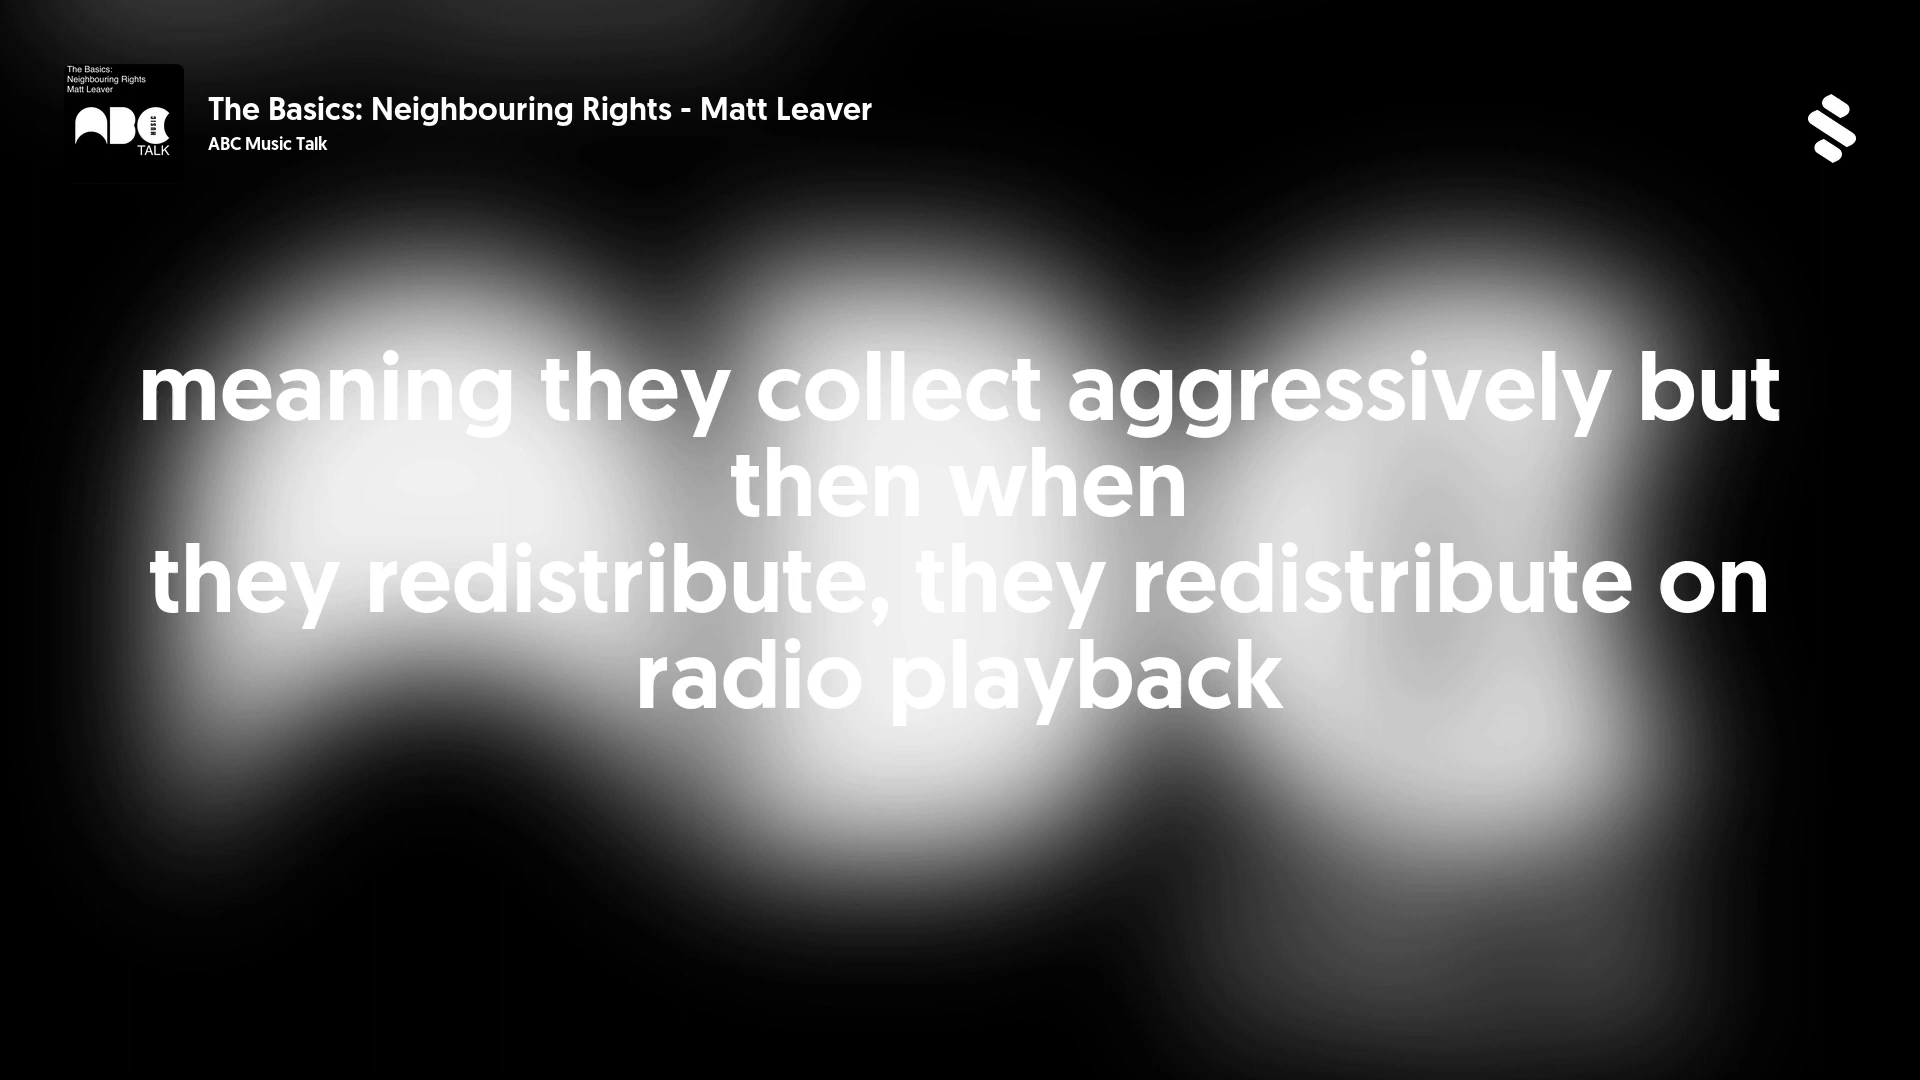 The Basics:
Neighbouring Rights
Matt Leaver
ABC MUSIC
TALK
The Basics: Neighbouring Rights - Matt Leaver
ABC Music Talk
meaning they collect aggressively but
then when
they redistribute, they redistribute on
radio playback